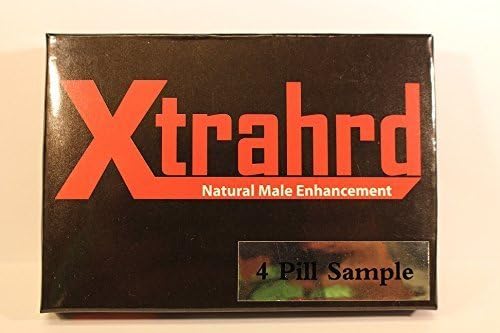 Xtrahrd
Natural Male Enhancement
4 Pill Sample